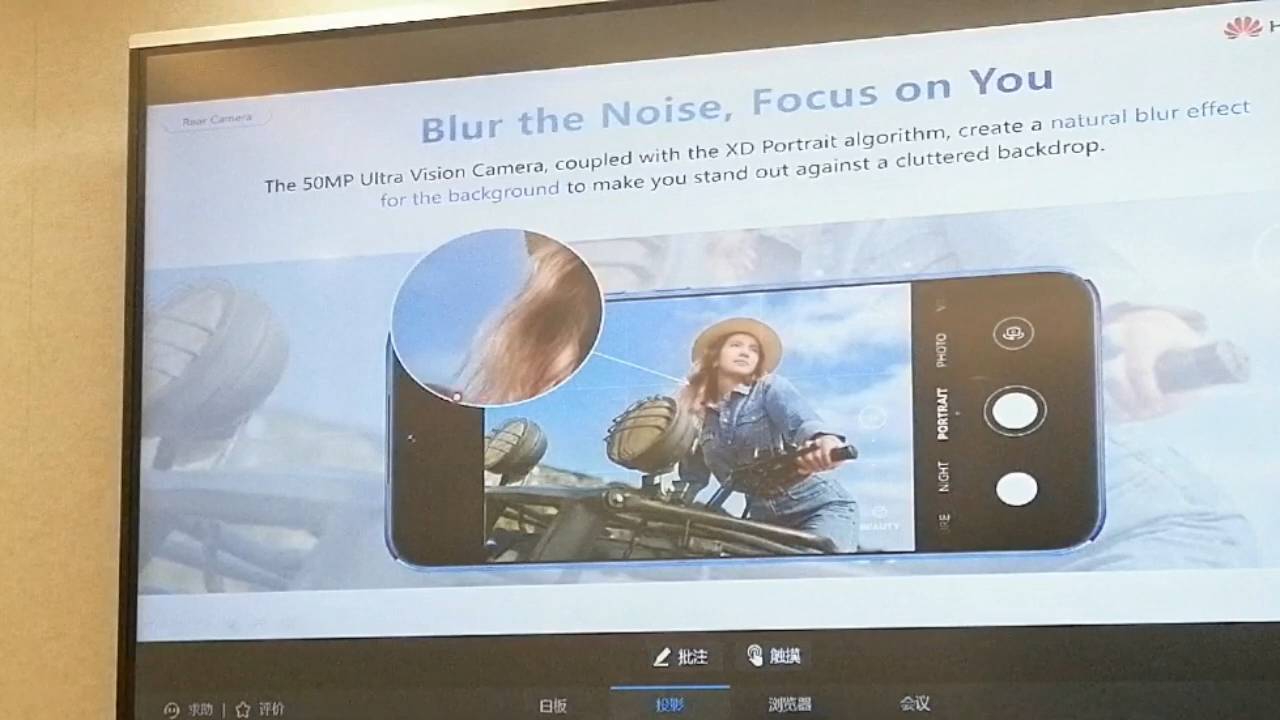 Rear Camera
Blur the Noise, Focus on You
The 50MP Ultra Vision Camera, coupled with the XD Portrait algorithm, create a natural blur effect
for the background to make you stand out against a cluttered backdrop.
PHOTO
PORTRAIT
NIGHT
BEAUTY
批注 触摸
求助 | 评价 白板 投影 浏览器 会议